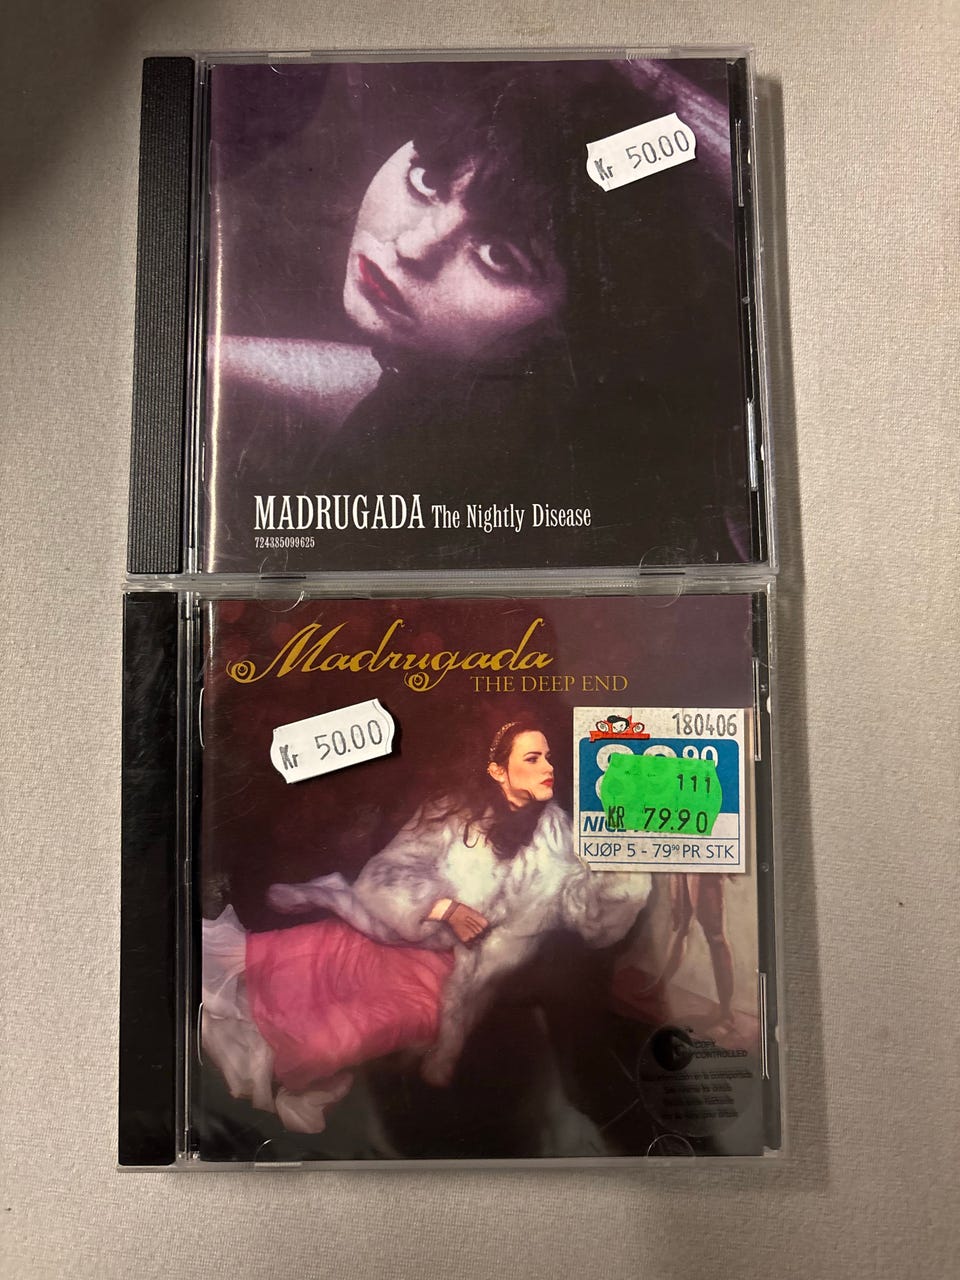 Kr 50.00
MADRUGADA The Nightly Disease
724385099625
Madrugada
THE DEEP END
Kr 50.00
180406
90
111
KR 79.90
KJØP 5 - 79⁹⁰ PR STK
COPY
CONTROLLED